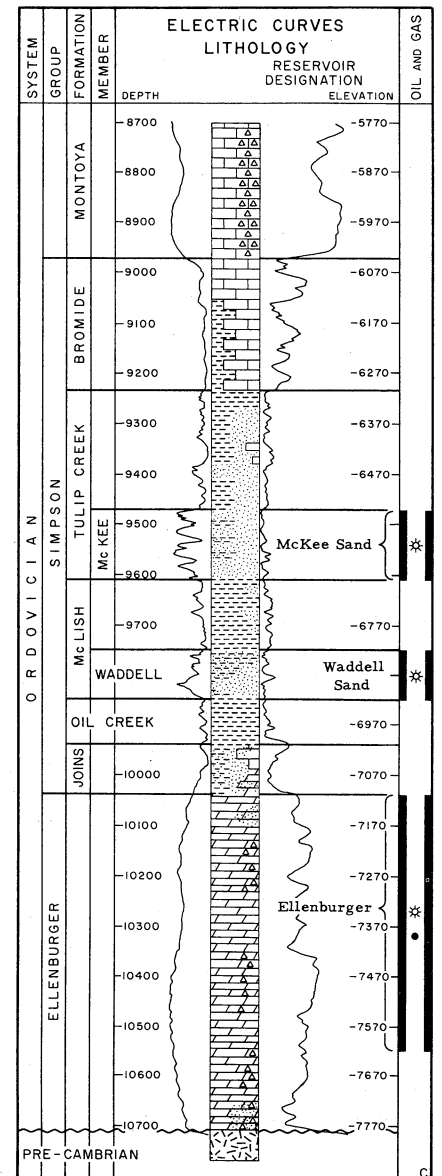 ELECTRIC CURVES
LITHOLOGY
RESERVOIR
DESIGNATION
SYSTEM
GROUP
FORMATION
MEMBER
DEPTH
ELEVATION
OIL AND GAS
ORDOVICIAN
SIMPSON
ELLENBURGER
MONTOYA
BROMIDE
TULIP CREEK
McKEE
McLISH
WADDELL
OIL CREEK
JOINS
PRE-CAMBRIAN
-8700
-8800
-8900
-9000
-9100
-9200
-9300
-9400
-9500
-9600
-9700
-10000
-10100
-10200
-10300
-10400
-10500
-10600
-10700
-5770
-5870
-5970
-6070
-6170
-6270
-6370
-6470
McKee Sand
-6770
Waddell
Sand
-6970
-7070
-7170
-7270
Ellenburger
-7370
-7470
-7570
-7670
-7770
C